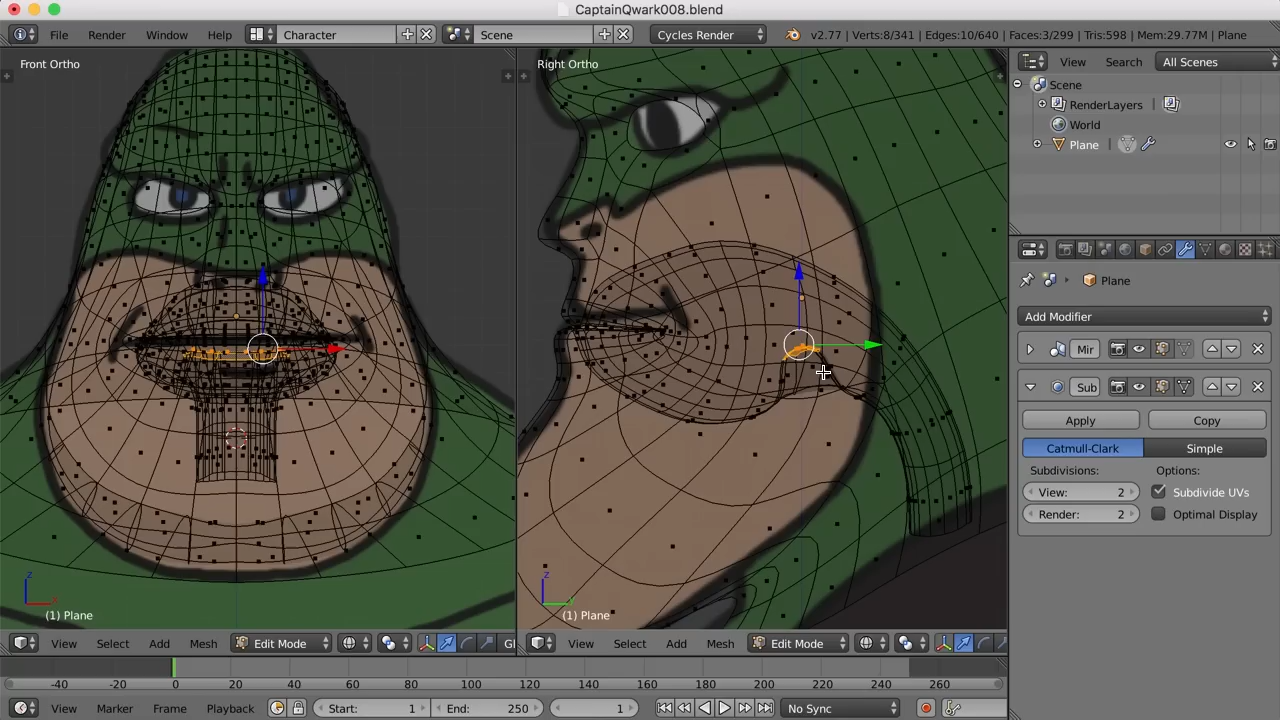 CaptainQwark008.blend
File Render Window Help Character Scene Cycles Render v2.77 | Verts:8/341 | Edges:10/640 | Faces:3/299 | Tris:598 | Mem:29.77M | Plane
Front Ortho
Right Ortho
View Search All Scenes
Scene
RenderLayers
World
Plane
Plane
Add Modifier
Mir
Sub
Apply Copy
Catmull-Clark Simple
Subdivisions: Options:
View: 2 Subdivide UVs
Render: 2 Optimal Display
z
x
(1) Plane
z
(1) Plane
View Select Add Mesh Edit Mode Gl
View Select Add Mesh Edit Mode
-40 -20 0 20 40 60 80 100 120 140 160 180 200 220 240 260
View Marker Frame Playback Start: 1 End: 250 1 No Sync